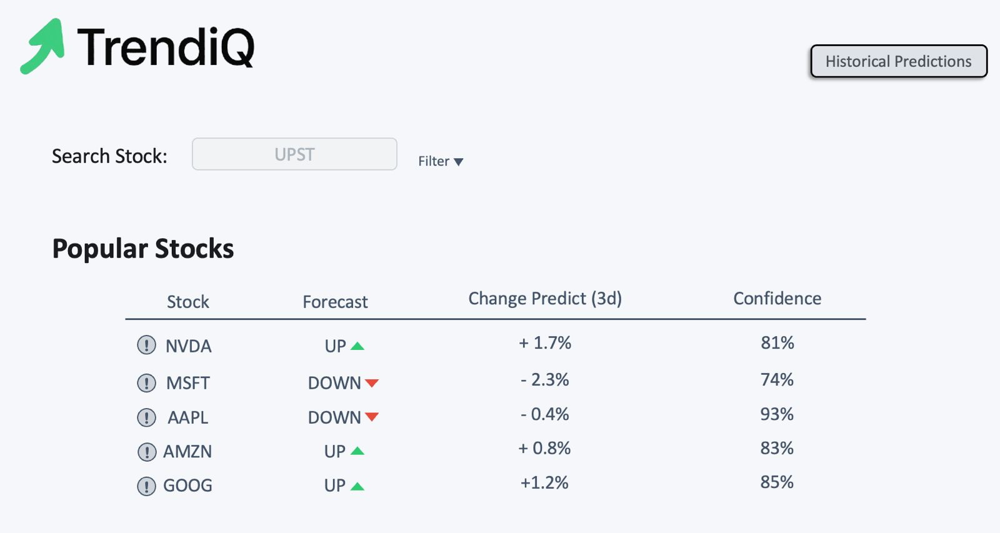 TrendiQ
Historical Predictions
Search Stock: UPST Filter ▼
Popular Stocks
Stock Forecast Change Predict (3d) Confidence
NVDA UP + 1.7% 81%
MSFT DOWN - 2.3% 74%
AAPL DOWN - 0.4% 93%
AMZN UP + 0.8% 83%
GOOG UP +1.2% 85%